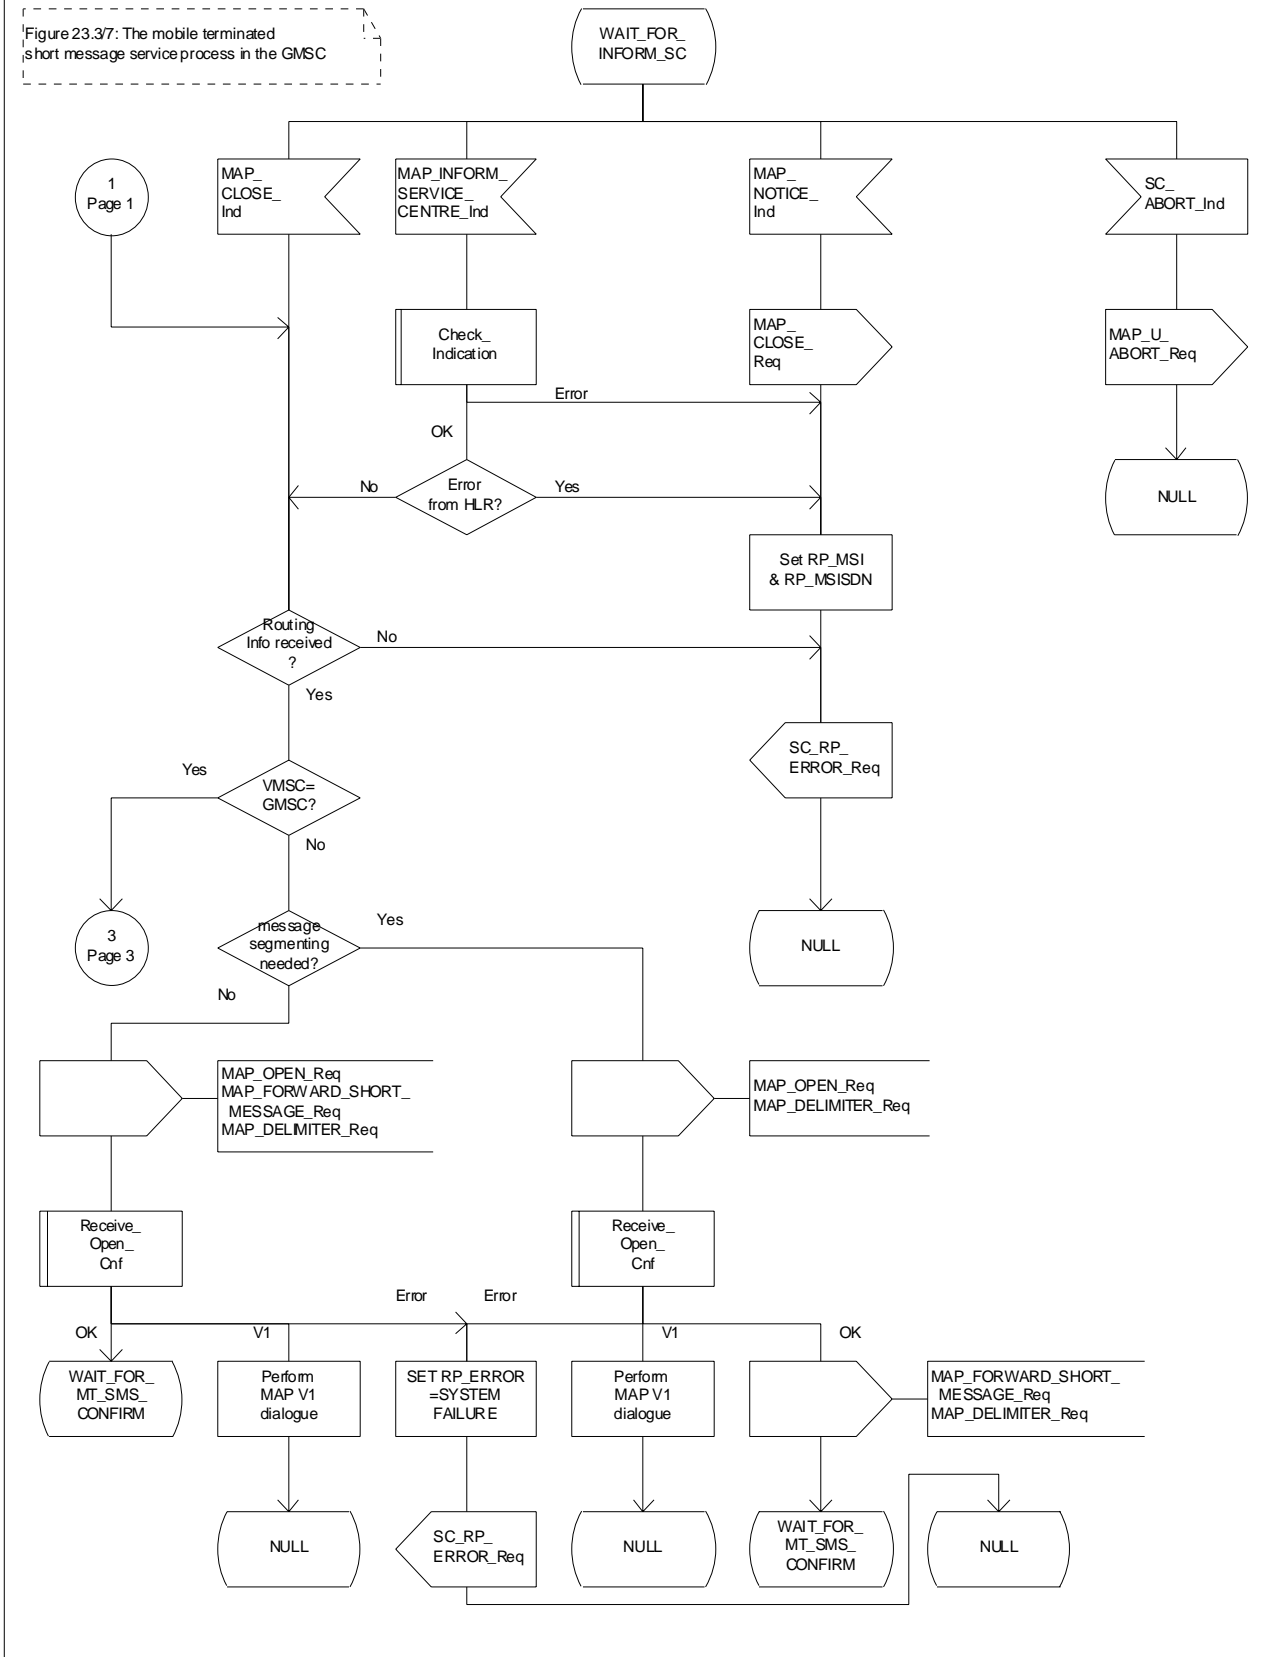 Figure 23.3/7: The mobile terminated
short message service process in the GMSC
WAIT_FOR_
INFORM_SC
1
Page 1
MAP_
CLOSE_
Ind
MAP_INFORM_
SERVICE_
CENTRE_Ind
MAP_
NOTICE_
Ind
SC_
ABORT_Ind
Check_
Indication
MAP_
CLOSE_
Req
MAP_U_
ABORT_Req
Error
OK
No
Error
from HLR?
Yes
NULL
Set RP_MSI
& RP_MSISDN
Routing
Info received
?
No
Yes
SC_RP_
ERROR_Req
Yes
VMSC=
GMSC?
No
3
Page 3
message
segmenting
needed?
Yes
NULL
No
MAP_OPEN_Req
MAP_FORWARD_SHORT_
MESSAGE_Req
MAP_DELIMITER_Req
MAP_OPEN_Req
MAP_DELIMITER_Req
Receive_
Open_
Cnf
Receive_
Open_
Cnf
Error
Error
OK
V1
V1
OK
WAIT_FOR_
MT_SMS_
CONFIRM
Perform
MAP V1
dialogue
SET RP_ERROR
=SYSTEM
FAILURE
Perform
MAP V1
dialogue
MAP_FORWARD_SHORT_
MESSAGE_Req
MAP_DELIMITER_Req
NULL
SC_RP_
ERROR_Req
NULL
WAIT_FOR_
MT_SMS_
CONFIRM
NULL